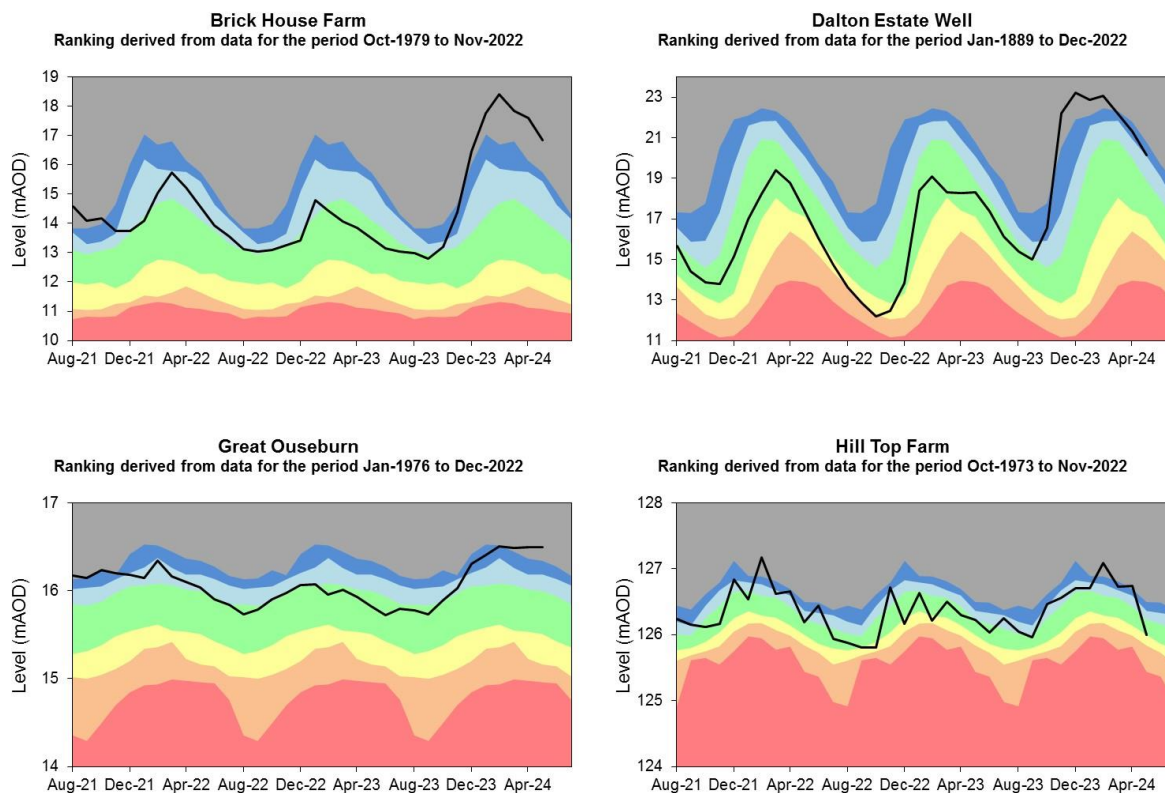 Brick House Farm
Ranking derived from data for the period Oct-1979 to Nov-2022
Level (mAOD)
19
18
17
16
15
14
13
12
11
10
Aug-21 Dec-21 Apr-22 Aug-22 Dec-22 Apr-23 Aug-23 Dec-23 Apr-24
Dalton Estate Well
Ranking derived from data for the period Jan-1889 to Dec-2022
Level (mAOD)
23
21
19
17
15
13
11
Aug-21 Dec-21 Apr-22 Aug-22 Dec-22 Apr-23 Aug-23 Dec-23 Apr-24
Great Ouseburn
Ranking derived from data for the period Jan-1976 to Dec-2022
Level (mAOD)
17
16
15
14
Aug-21 Dec-21 Apr-22 Aug-22 Dec-22 Apr-23 Aug-23 Dec-23 Apr-24
Hill Top Farm
Ranking derived from data for the period Oct-1973 to Nov-2022
Level (mAOD)
128
127
126
125
124
Aug-21 Dec-21 Apr-22 Aug-22 Dec-22 Apr-23 Aug-23 Dec-23 Apr-24